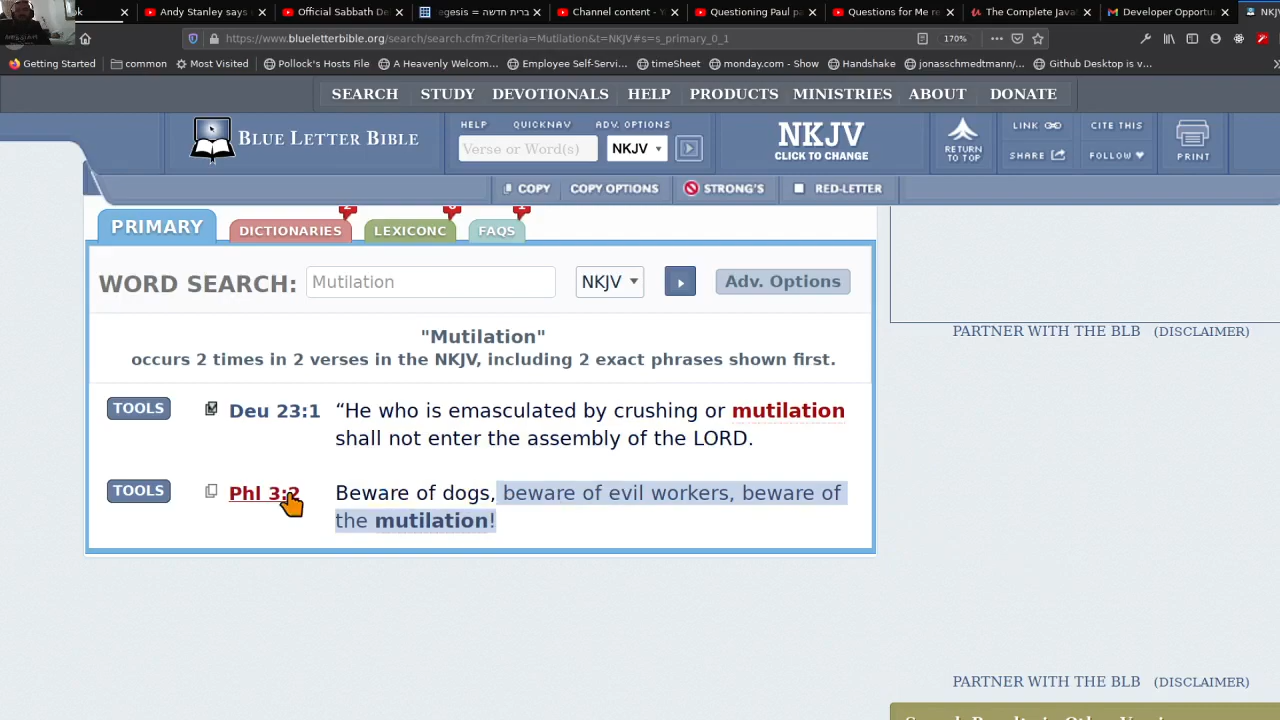 k
Andy Stanley says
Official Sabbath De
egesis = ברית חדשה
Channel content - Y
Questioning Paul pa
Questions for Me re
The Complete Java
Developer Opportu
NKJ
https://www.blueletterbible.org/search/search.cfm?Criteria=Mutilation&t=NKJV#s=s_primary_0_1
170%
Getting Started
common
Most Visited
Pollock's Hosts File
A Heavenly Welcom...
Employee Self-Servi...
timeSheet
monday.com - Show
Handshake
jonasschmedtmann/...
Github Desktop is v...
SEARCH STUDY DEVOTIONALS HELP PRODUCTS MINISTRIES ABOUT DONATE
BLUE LETTER BIBLE
HELP QUICKNAV ADV. OPTIONS
Verse or Word(s)
NKJV
NKJV
CLICK TO CHANGE
RETURN
TO TOP
LINK
CITE THIS
SHARE
FOLLOW
PRINT
COPY
COPY OPTIONS
STRONG'S
RED-LETTER
PRIMARY
DICTIONARIES
LEXICONC
FAQS
WORD SEARCH:
Mutilation
NKJV
Adv. Options
"Mutilation"
occurs 2 times in 2 verses in the NKJV, including 2 exact phrases shown first.
TOOLS
Deu 23:1
“He who is emasculated by crushing or mutilation
shall not enter the assembly of the LORD.
TOOLS
Phl 3:2
Beware of dogs, beware of evil workers, beware of
the mutilation!
PARTNER WITH THE BLB (DISCLAIMER)
PARTNER WITH THE BLB (DISCLAIMER)